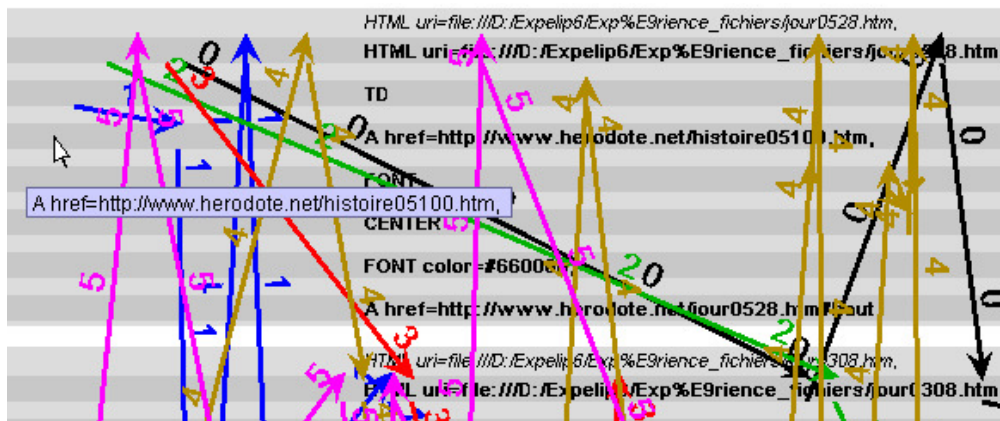 HTML uri=file:///D:/Expelip6/Exp%E9rience_fichiers/jour0528.htm,
HTML uri=file:///D:/Expelip6/Exp%E9rience_fichiers/jour0528.htm
TD
A href=http://www.herodote.net/histoire05100.htm,
FONT
A href=http://www.herodote.net/histoire05100.htm,
CENTER
FONT
A href=http://www.herodote.net/jour0528.htm#haut
HTML uri=file:///D:/Expelip6/Exp%E9rience_fichiers/jour0308.htm,
HTML uri=file:///D:/Expelip6/Exp%E9rience_fichiers/jour0308.htm